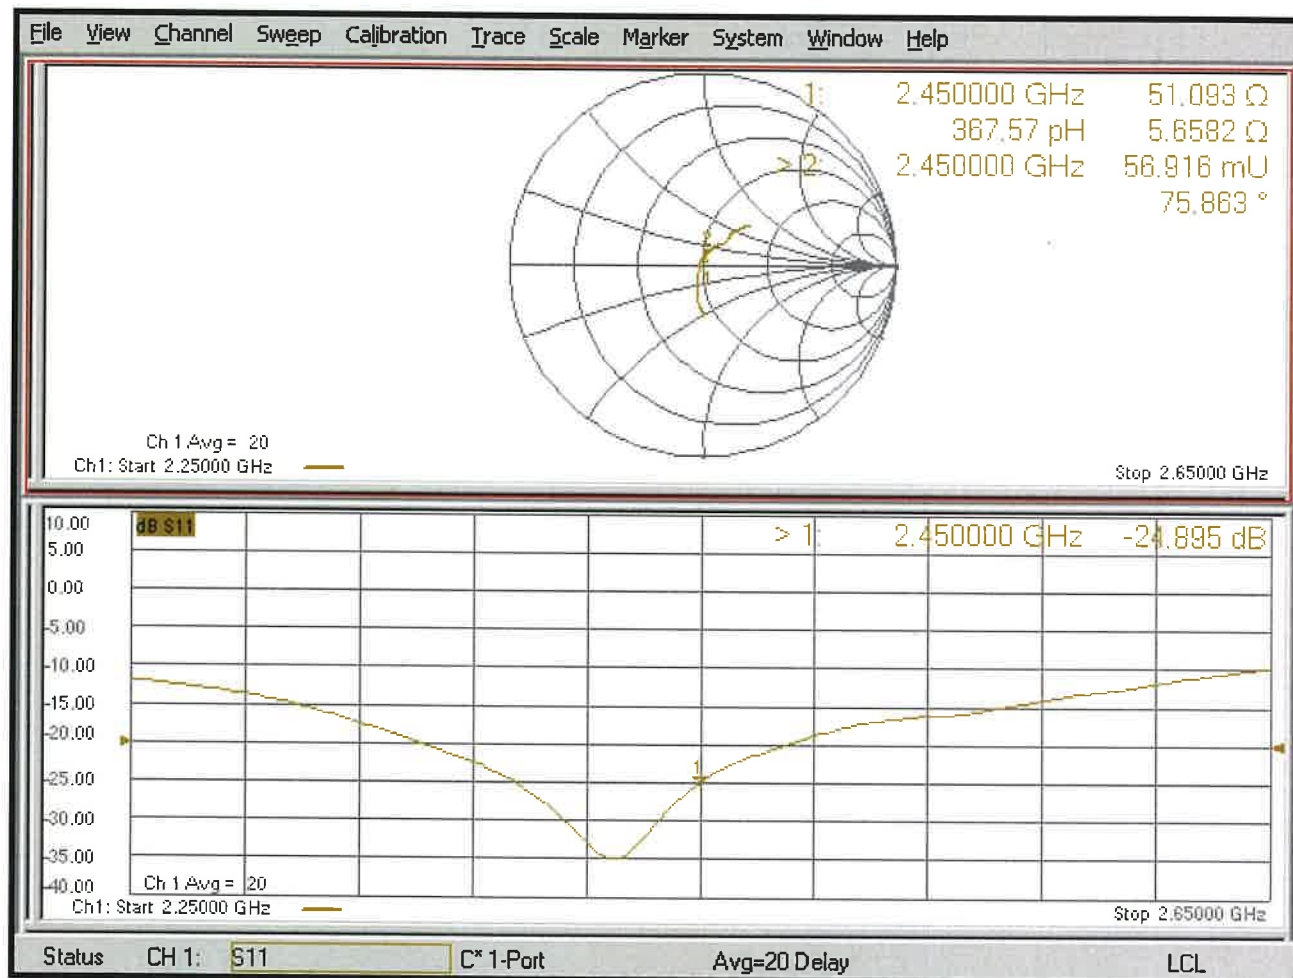 File View Channel Sweep Calibration Trace Scale Marker System Window Help
1: 2.450000 GHz 51.093 Ω
367.57 pH 5.6582 Ω
> 2: 2.450000 GHz 56.916 mU
75.863 °
2
1
Ch 1 Avg = 20
Ch1: Start 2.25000 GHz
Stop 2.65000 GHz
10.00
5.00
0.00
-5.00
-10.00
-15.00
-20.00
-25.00
-30.00
-35.00
-40.00
dB S11
> 1: 2.450000 GHz -24.895 dB
1
Ch 1 Avg = 20
Ch1: Start 2.25000 GHz
Stop 2.65000 GHz
Status CH 1: S11 C* 1-Port Avg=20 Delay LCL